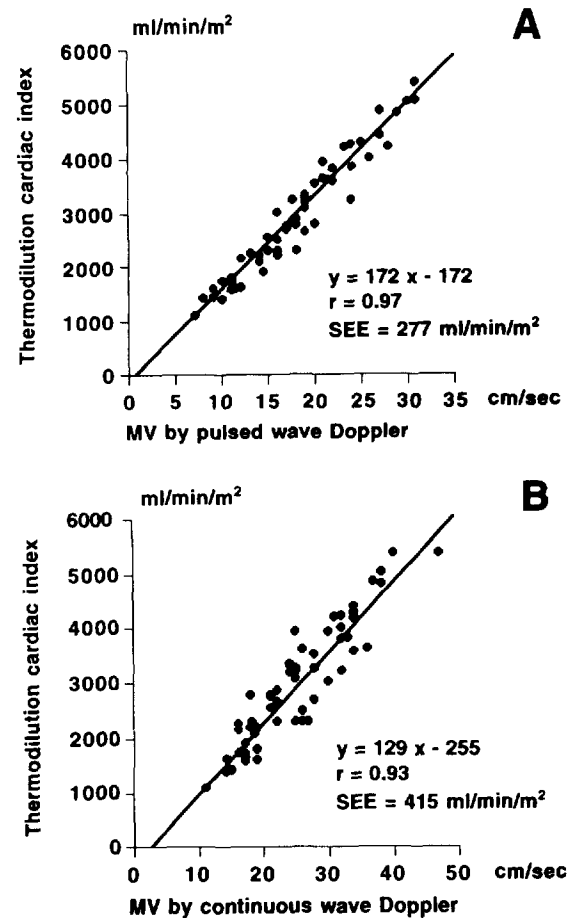 A
ml/min/m²
Thermodilution cardiac index
6000
5000
4000
3000
2000
1000
0
y = 172 x - 172
r = 0.97
SEE = 277 ml/min/m²
0 5 10 15 20 25 30 35 cm/sec
MV by pulsed wave Doppler
B
ml/min/m²
Thermodilution cardiac index
6000
5000
4000
3000
2000
1000
0
y = 129 x - 255
r = 0.93
SEE = 415 ml/min/m²
0 10 20 30 40 50 cm/sec
MV by continuous wave Doppler